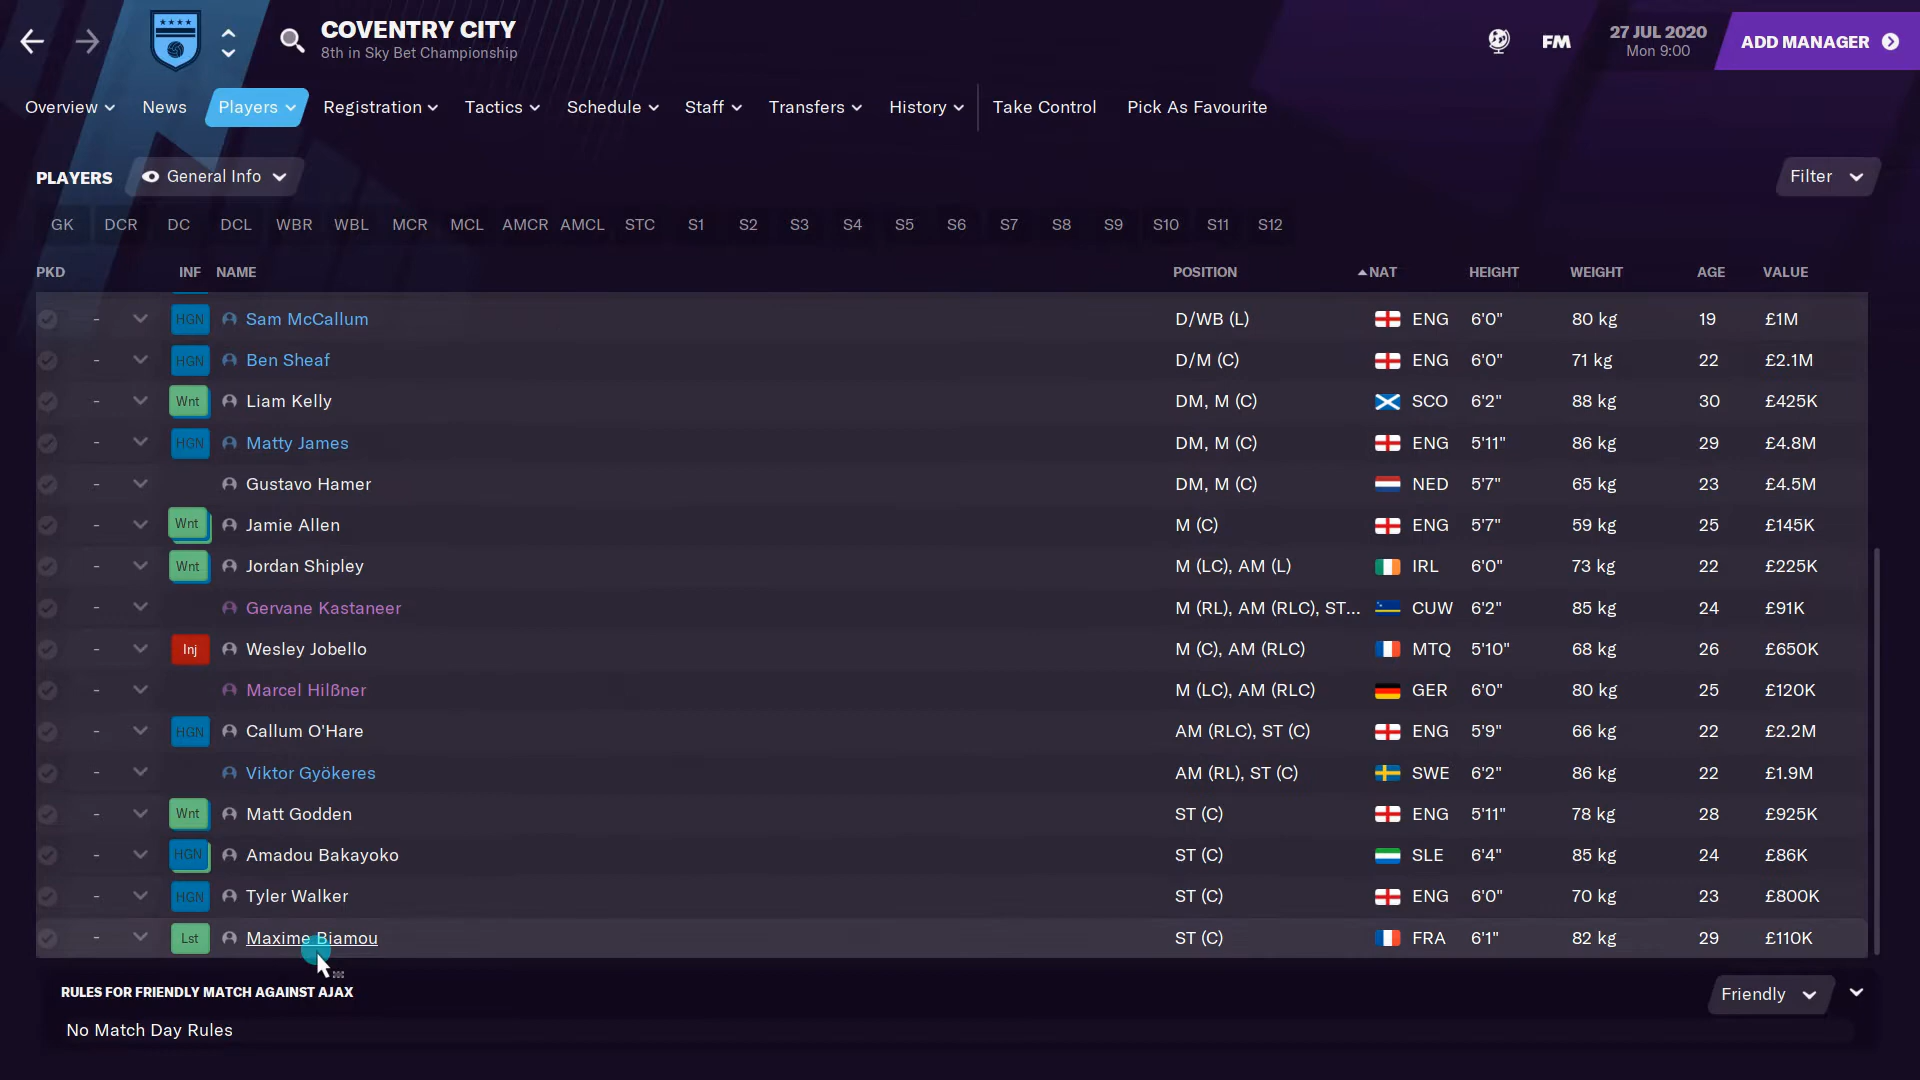 COVENTRY CITY
8th in Sky Bet Championship
FM
27 JUL 2020
Mon 9:00
ADD MANAGER
Overview News Players Registration Tactics Schedule Staff Transfers History Take Control Pick As Favourite
PLAYERS General Info Filter
GK DCR DC DCL WBR WBL MCR MCL AMCR AMCL STC S1 S2 S3 S4 S5 S6 S7 S8 S9 S10 S11 S12
PKD INF NAME POSITION NAT HEIGHT WEIGHT AGE VALUE
- HGN Sam McCallum D/WB (L) ENG 6'0" 80 kg 19 £1M
- HGN Ben Sheaf D/M (C) ENG 6'0" 71 kg 22 £2.1M
- Wnt Liam Kelly DM, M (C) SCO 6'2" 88 kg 30 £425K
- HGN Matty James DM, M (C) ENG 5'11" 86 kg 29 £4.8M
- Gustavo Hamer DM, M (C) NED 5'7" 65 kg 23 £4.5M
- Wnt Jamie Allen M (C) ENG 5'7" 59 kg 25 £145K
- Wnt Jordan Shipley M (LC), AM (L) IRL 6'0" 73 kg 22 £225K
- Gervane Kastaneer M (RL), AM (RLC), ST... CUW 6'2" 85 kg 24 £91K
- Inj Wesley Jobello M (C), AM (RLC) MTQ 5'10" 68 kg 26 £650K
- Marcel Hilßner M (LC), AM (RLC) GER 6'0" 80 kg 25 £120K
- HGN Callum O'Hare AM (RLC), ST (C) ENG 5'9" 66 kg 22 £2.2M
- Viktor Gyökeres AM (RL), ST (C) SWE 6'2" 86 kg 22 £1.9M
- Wnt Matt Godden ST (C) ENG 5'11" 78 kg 28 £925K
- HGN Amadou Bakayoko ST (C) SLE 6'4" 85 kg 24 £86K
- HGN Tyler Walker ST (C) ENG 6'0" 70 kg 23 £800K
- Lst Maxime Biamou ST (C) FRA 6'1" 82 kg 29 £110K
RULES FOR FRIENDLY MATCH AGAINST AJAX Friendly
No Match Day Rules